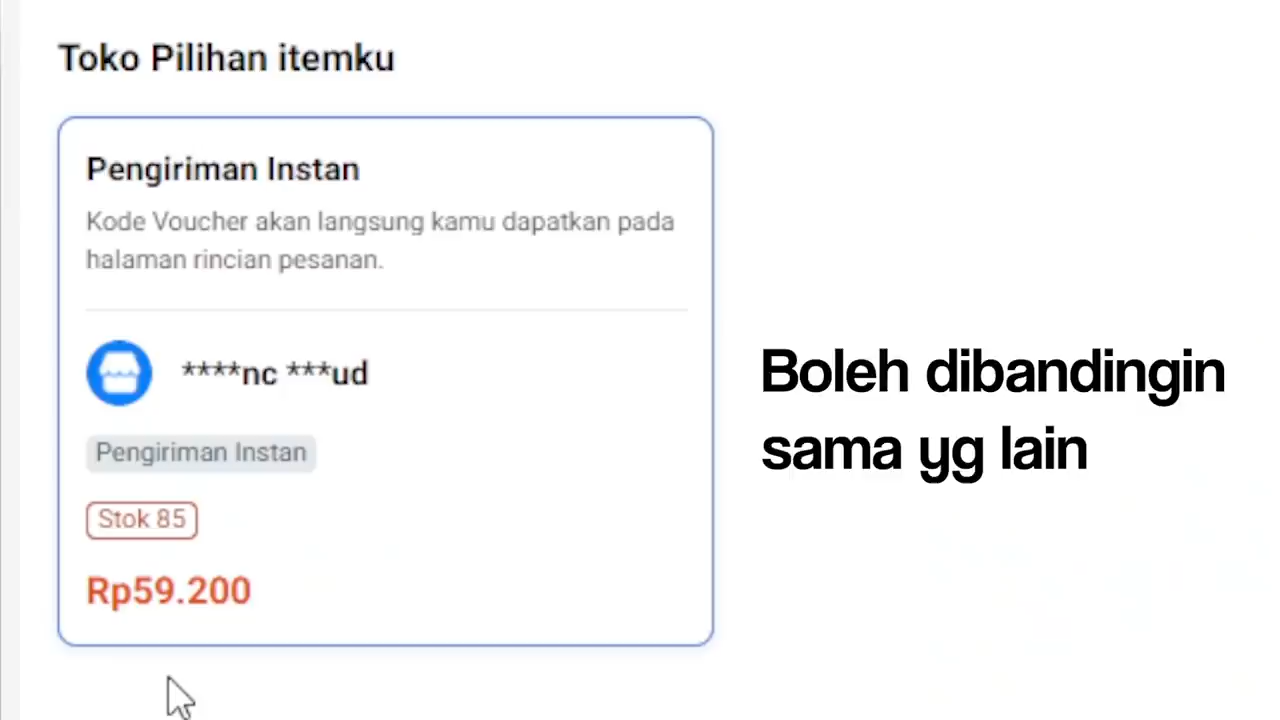 Toko Pilihan itemku
Pengiriman Instan
Kode Voucher akan langsung kamu dapatkan pada
halaman rincian pesanan.
****nc ***ud
Pengiriman Instan
Stok 85
Rp59.200
Boleh dibandingin
sama yg lain